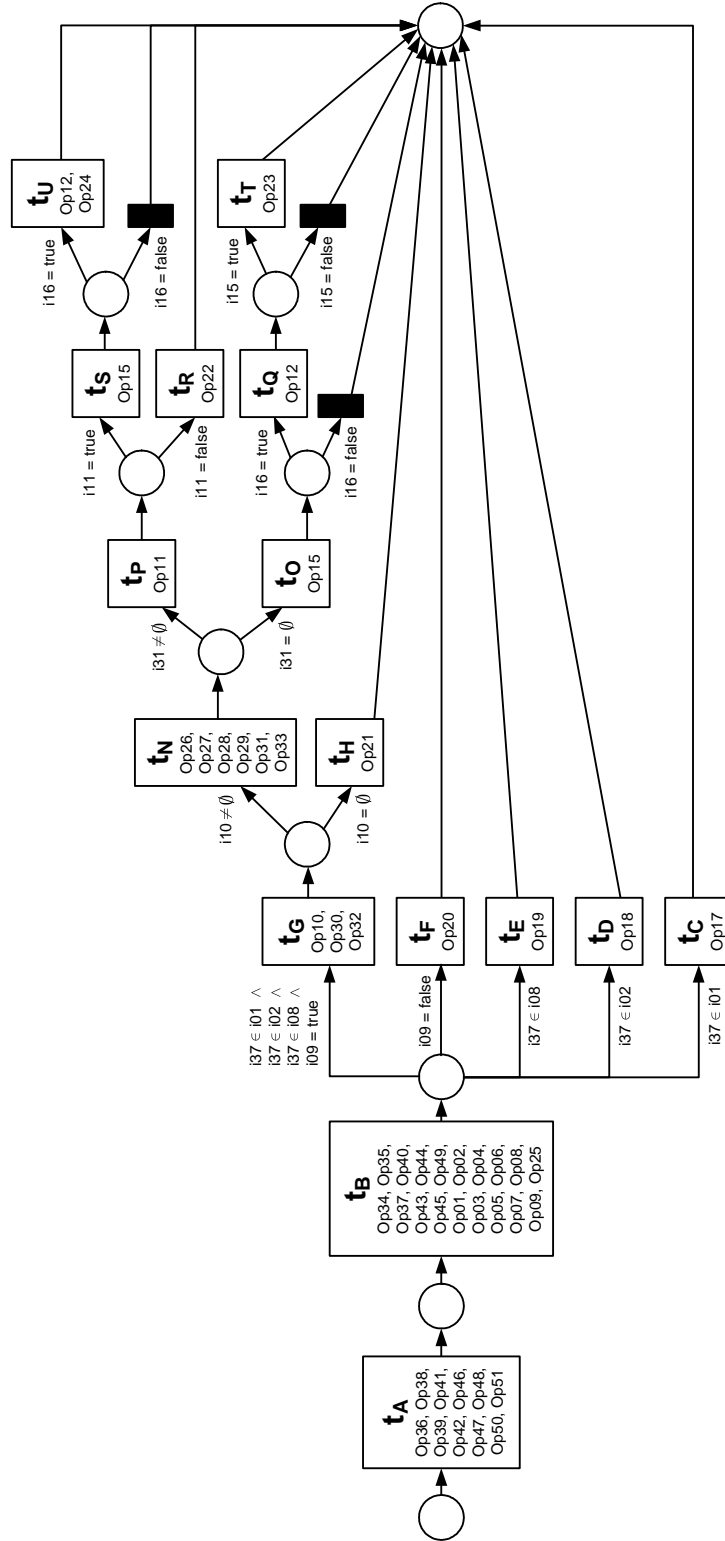 tA
Op36, Op38,
Op39, Op41,
Op42, Op46,
Op47, Op48,
Op50, Op51
tB
Op34, Op35,
Op37, Op40,
Op43, Op44,
Op45, Op49,
Op01, Op02,
Op03, Op04,
Op05, Op06,
Op07, Op08,
Op09, Op25
i37 ∈ i01 ∧
i37 ∈ i02 ∧
i37 ∈ i08 ∧
i09 = true
i09 = false
i37 ∈ i08
i37 ∈ i02
i37 ∈ i01
tG
Op10,
Op30,
Op32
tF
Op20
tE
Op19
tD
Op18
tC
Op17
i10 ≠ ∅
i10 = ∅
tN
Op26,
Op27,
Op28,
Op29,
Op31,
Op33
tH
Op21
i31 ≠ ∅
i31 = ∅
tP
Op11
tO
Op15
i11 = true
i11 = false
i16 = true
i16 = false
tS
Op15
tR
Op22
tQ
Op12
i16 = true
i16 = false
i15 = true
i15 = false
tU
Op12,
Op24
tT
Op23